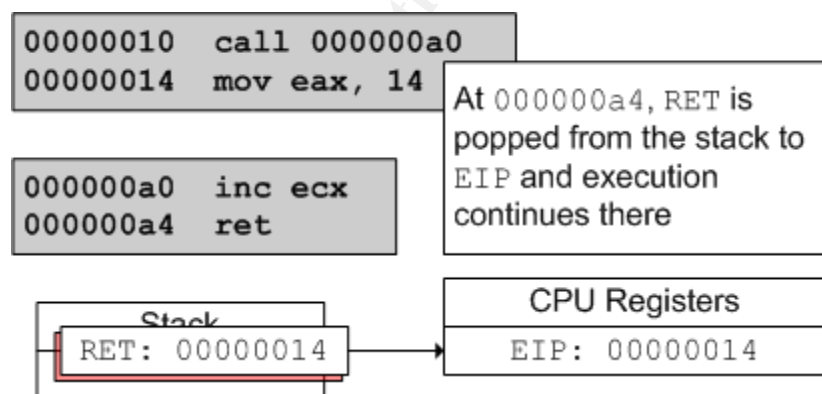 00000010 call 000000a0
00000014 mov eax, 14
At 000000a4, RET is
popped from the stack to
EIP and execution
continues there
000000a0 inc ecx
000000a4 ret
Stack
RET: 00000014
CPU Registers
EIP: 00000014